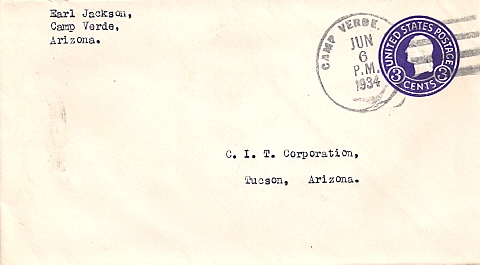 Earl Jackson,
Camp Verde,
Arizona.
CAMP VERDE
JUN
6
P.M.
1934
UNITED STATES POSTAGE
3 CENTS 3
C. I. T. Corporation,
Tucson, Arizona.